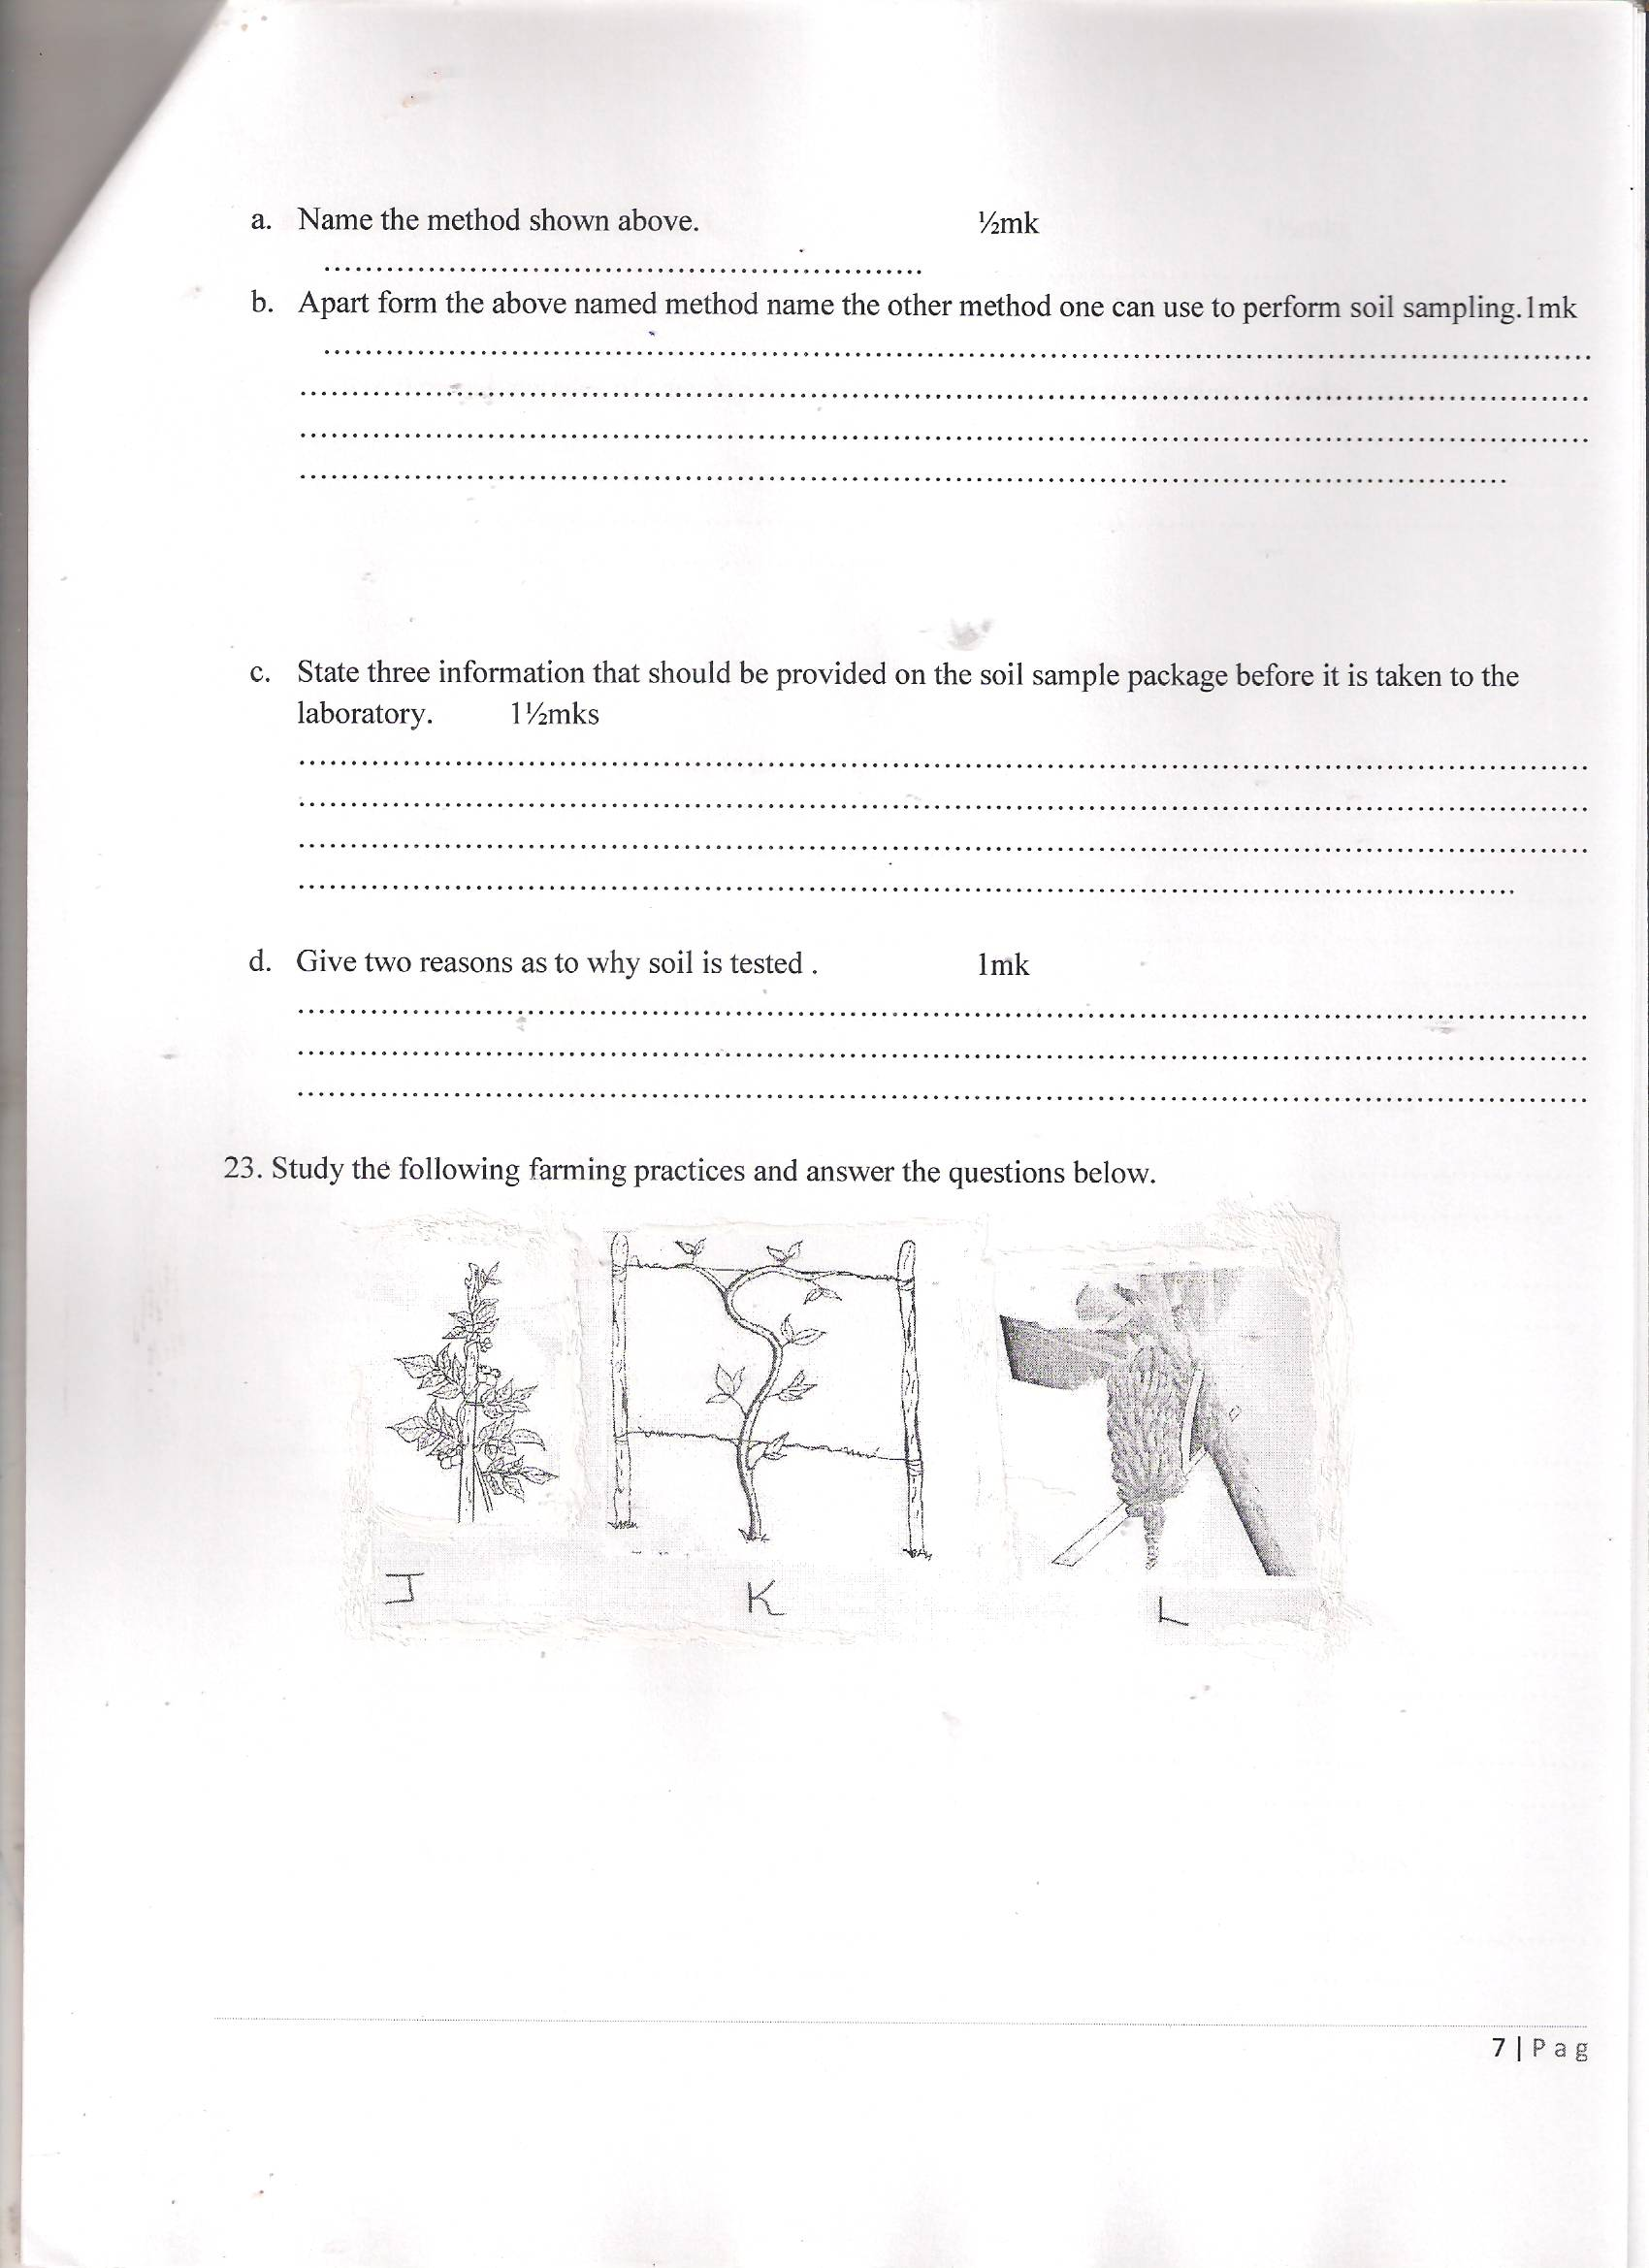 a. Name the method shown above. ½mk
b. Apart form the above named method name the other method one can use to perform soil sampling.1mk
c. State three information that should be provided on the soil sample package before it is taken to the
laboratory. 1½mks
d. Give two reasons as to why soil is tested . 1mk
23. Study the following farming practices and answer the questions below.
J K L
7 | P a g